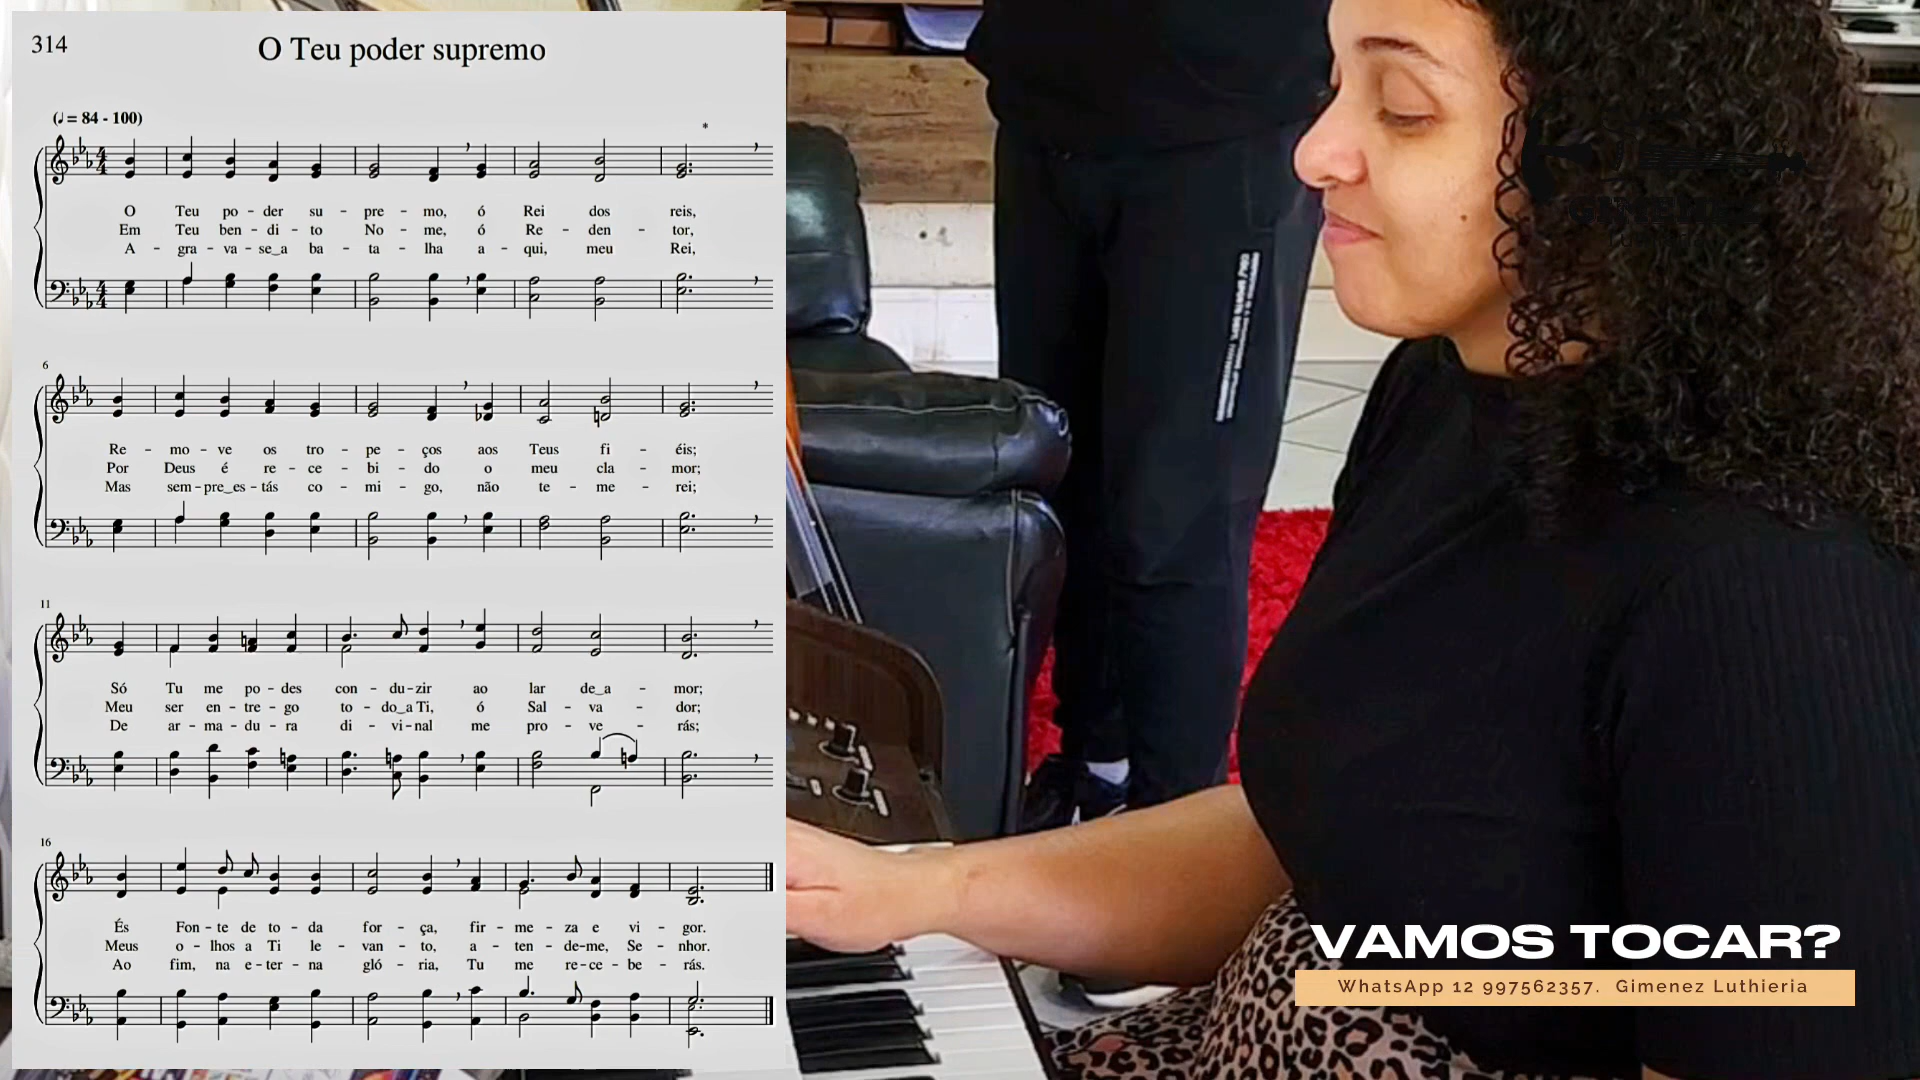 314
O Teu poder supremo
(♩= 84 - 100)
*
O Teu po - der su - pre - mo, ó Rei dos reis,
Em Teu ben - di - to No - me, ó Re - den - tor,
A - gra - va - se‿a ba - ta - lha a - qui, meu Rei,
6
Re - mo - ve os tro - pe - ços aos Teus fi - éis;
Por Deus é re - ce - bi - do o meu cla - mor;
Mas sem - pre‿es - tás co - mi - go, não te - me - rei;
11
Só Tu me po - des con - du - zir ao lar de‿a - mor;
Meu ser en - tre - go to - do‿a Ti, ó Sal - va - dor;
De ar - ma - du - ra di - vi - nal me pro - ve - rás;
16
És Fon - te de to - da for - ça, fir - me - za e vi - gor.
Meus o - lhos a Ti le - van - to, a - ten - de-me, Se - nhor.
Ao fim, na e - ter - na gló - ria, Tu me re - ce - be - rás.
VAMOS TOCAR?
WhatsApp 12 997562357. Gimenez Luthieria